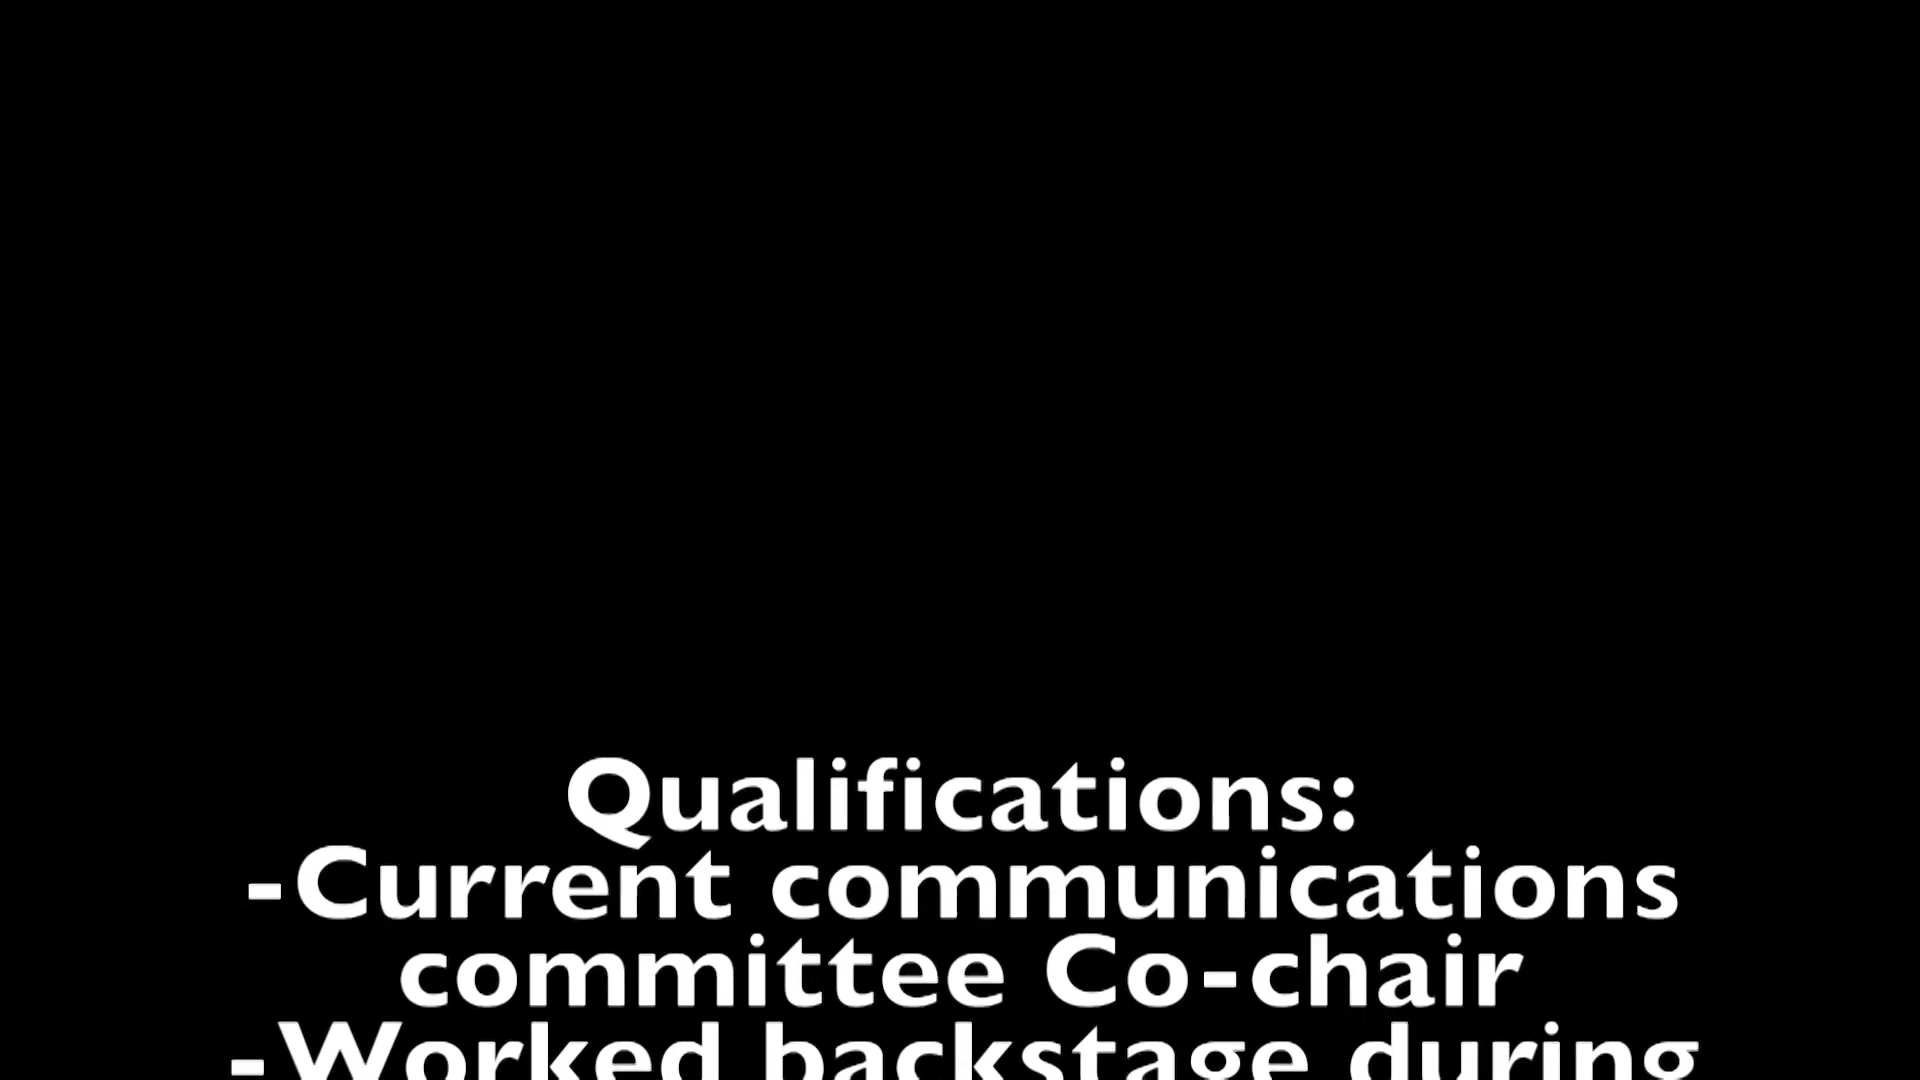 Qualifications:
-Current communications
committee Co-chair
-Worked backstage during